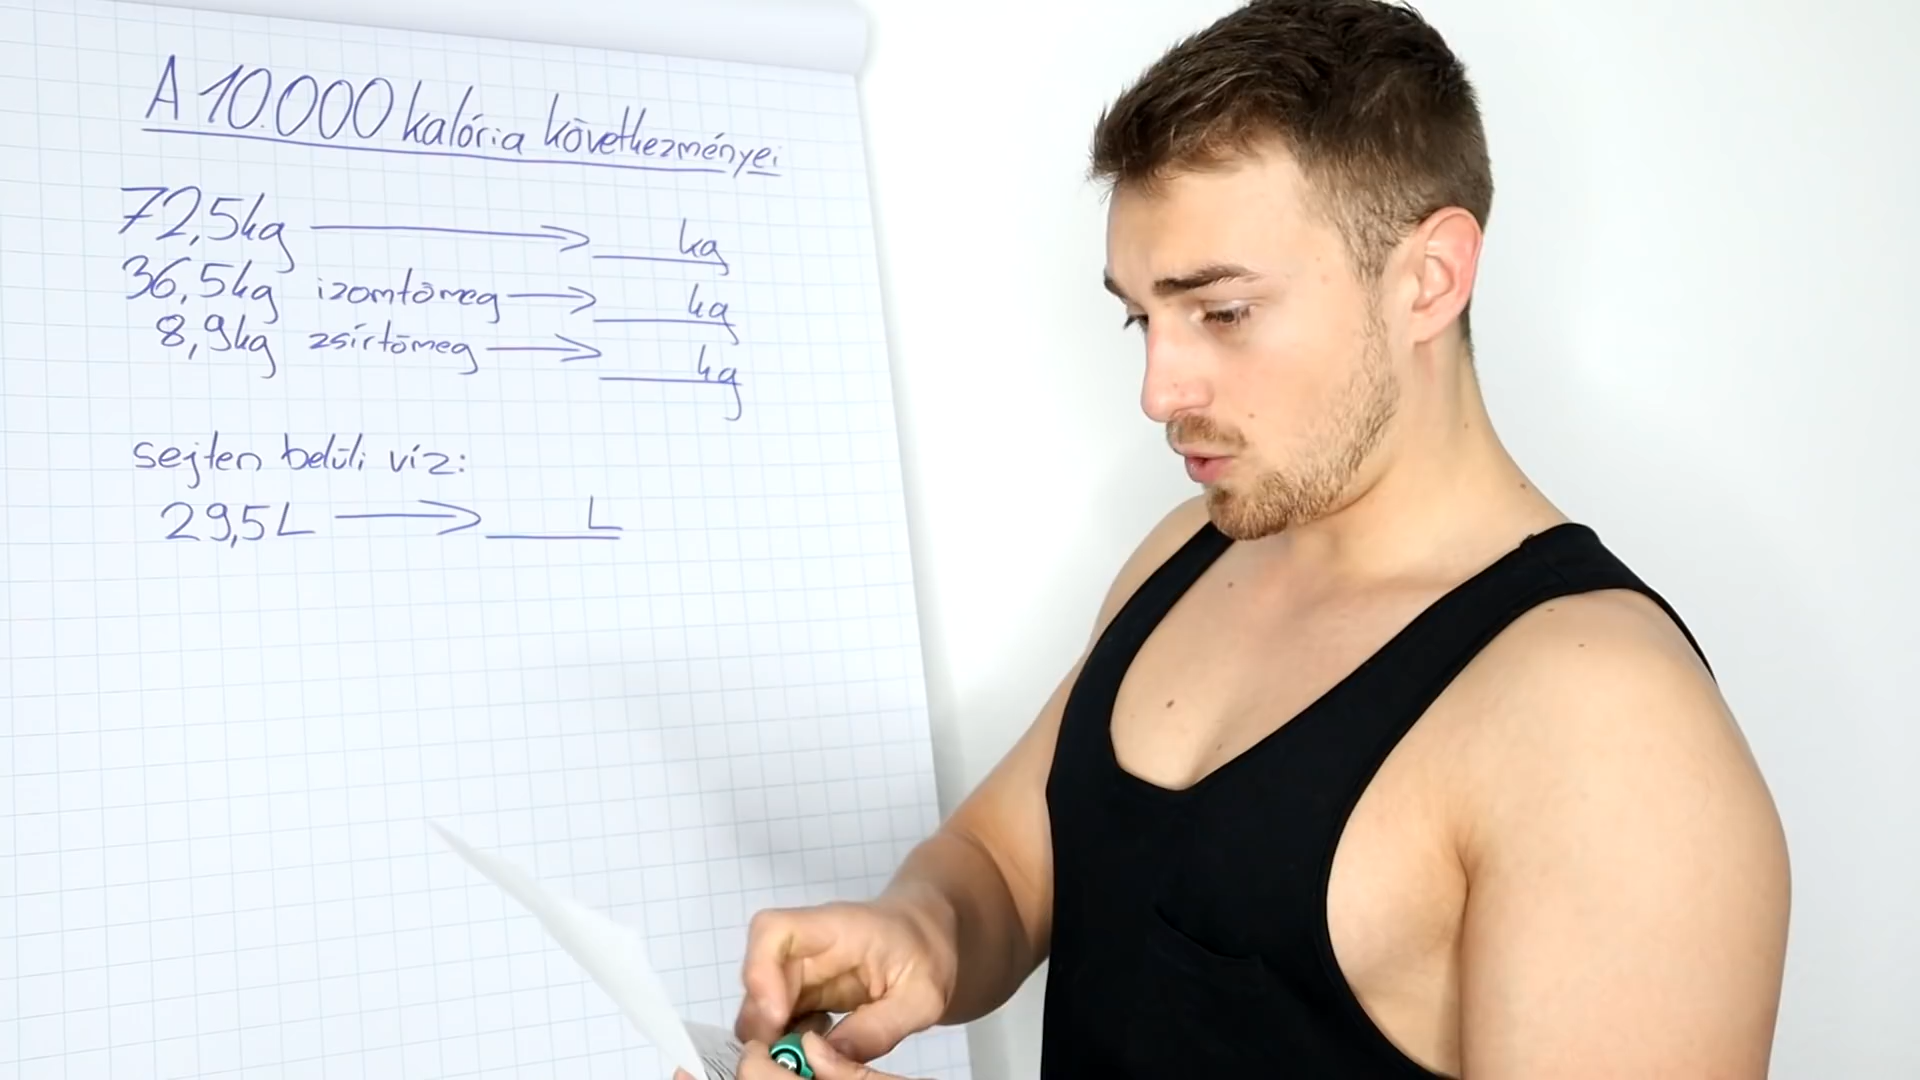 A 10.000 kalória következményei
72,5kg → ___kg
36,5kg izomtömeg → ___kg
8,9kg zsírtömeg → ___kg
sejten belüli víz:
29,5L → ___L